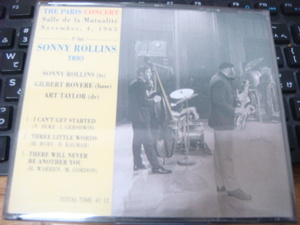 THE PARIS CONCERT
Salle de la Mutualité
November, 4, 1965
SONNY ROLLINS
TRIO
SONNY ROLLINS (ts)
GILBERT ROVERE (bass)
ART TAYLOR (dr)
1 - I CAN'T GET STARTED
(V. DUKE - I. GERSHWIN)
2 - THREE LITTLE WORDS
(H. RUBY - B. KALMAR)
3 - THERE WILL NEVER
BE ANOTHER YOU
(H. WARREN - M. GORDON)
TOTAL TIME